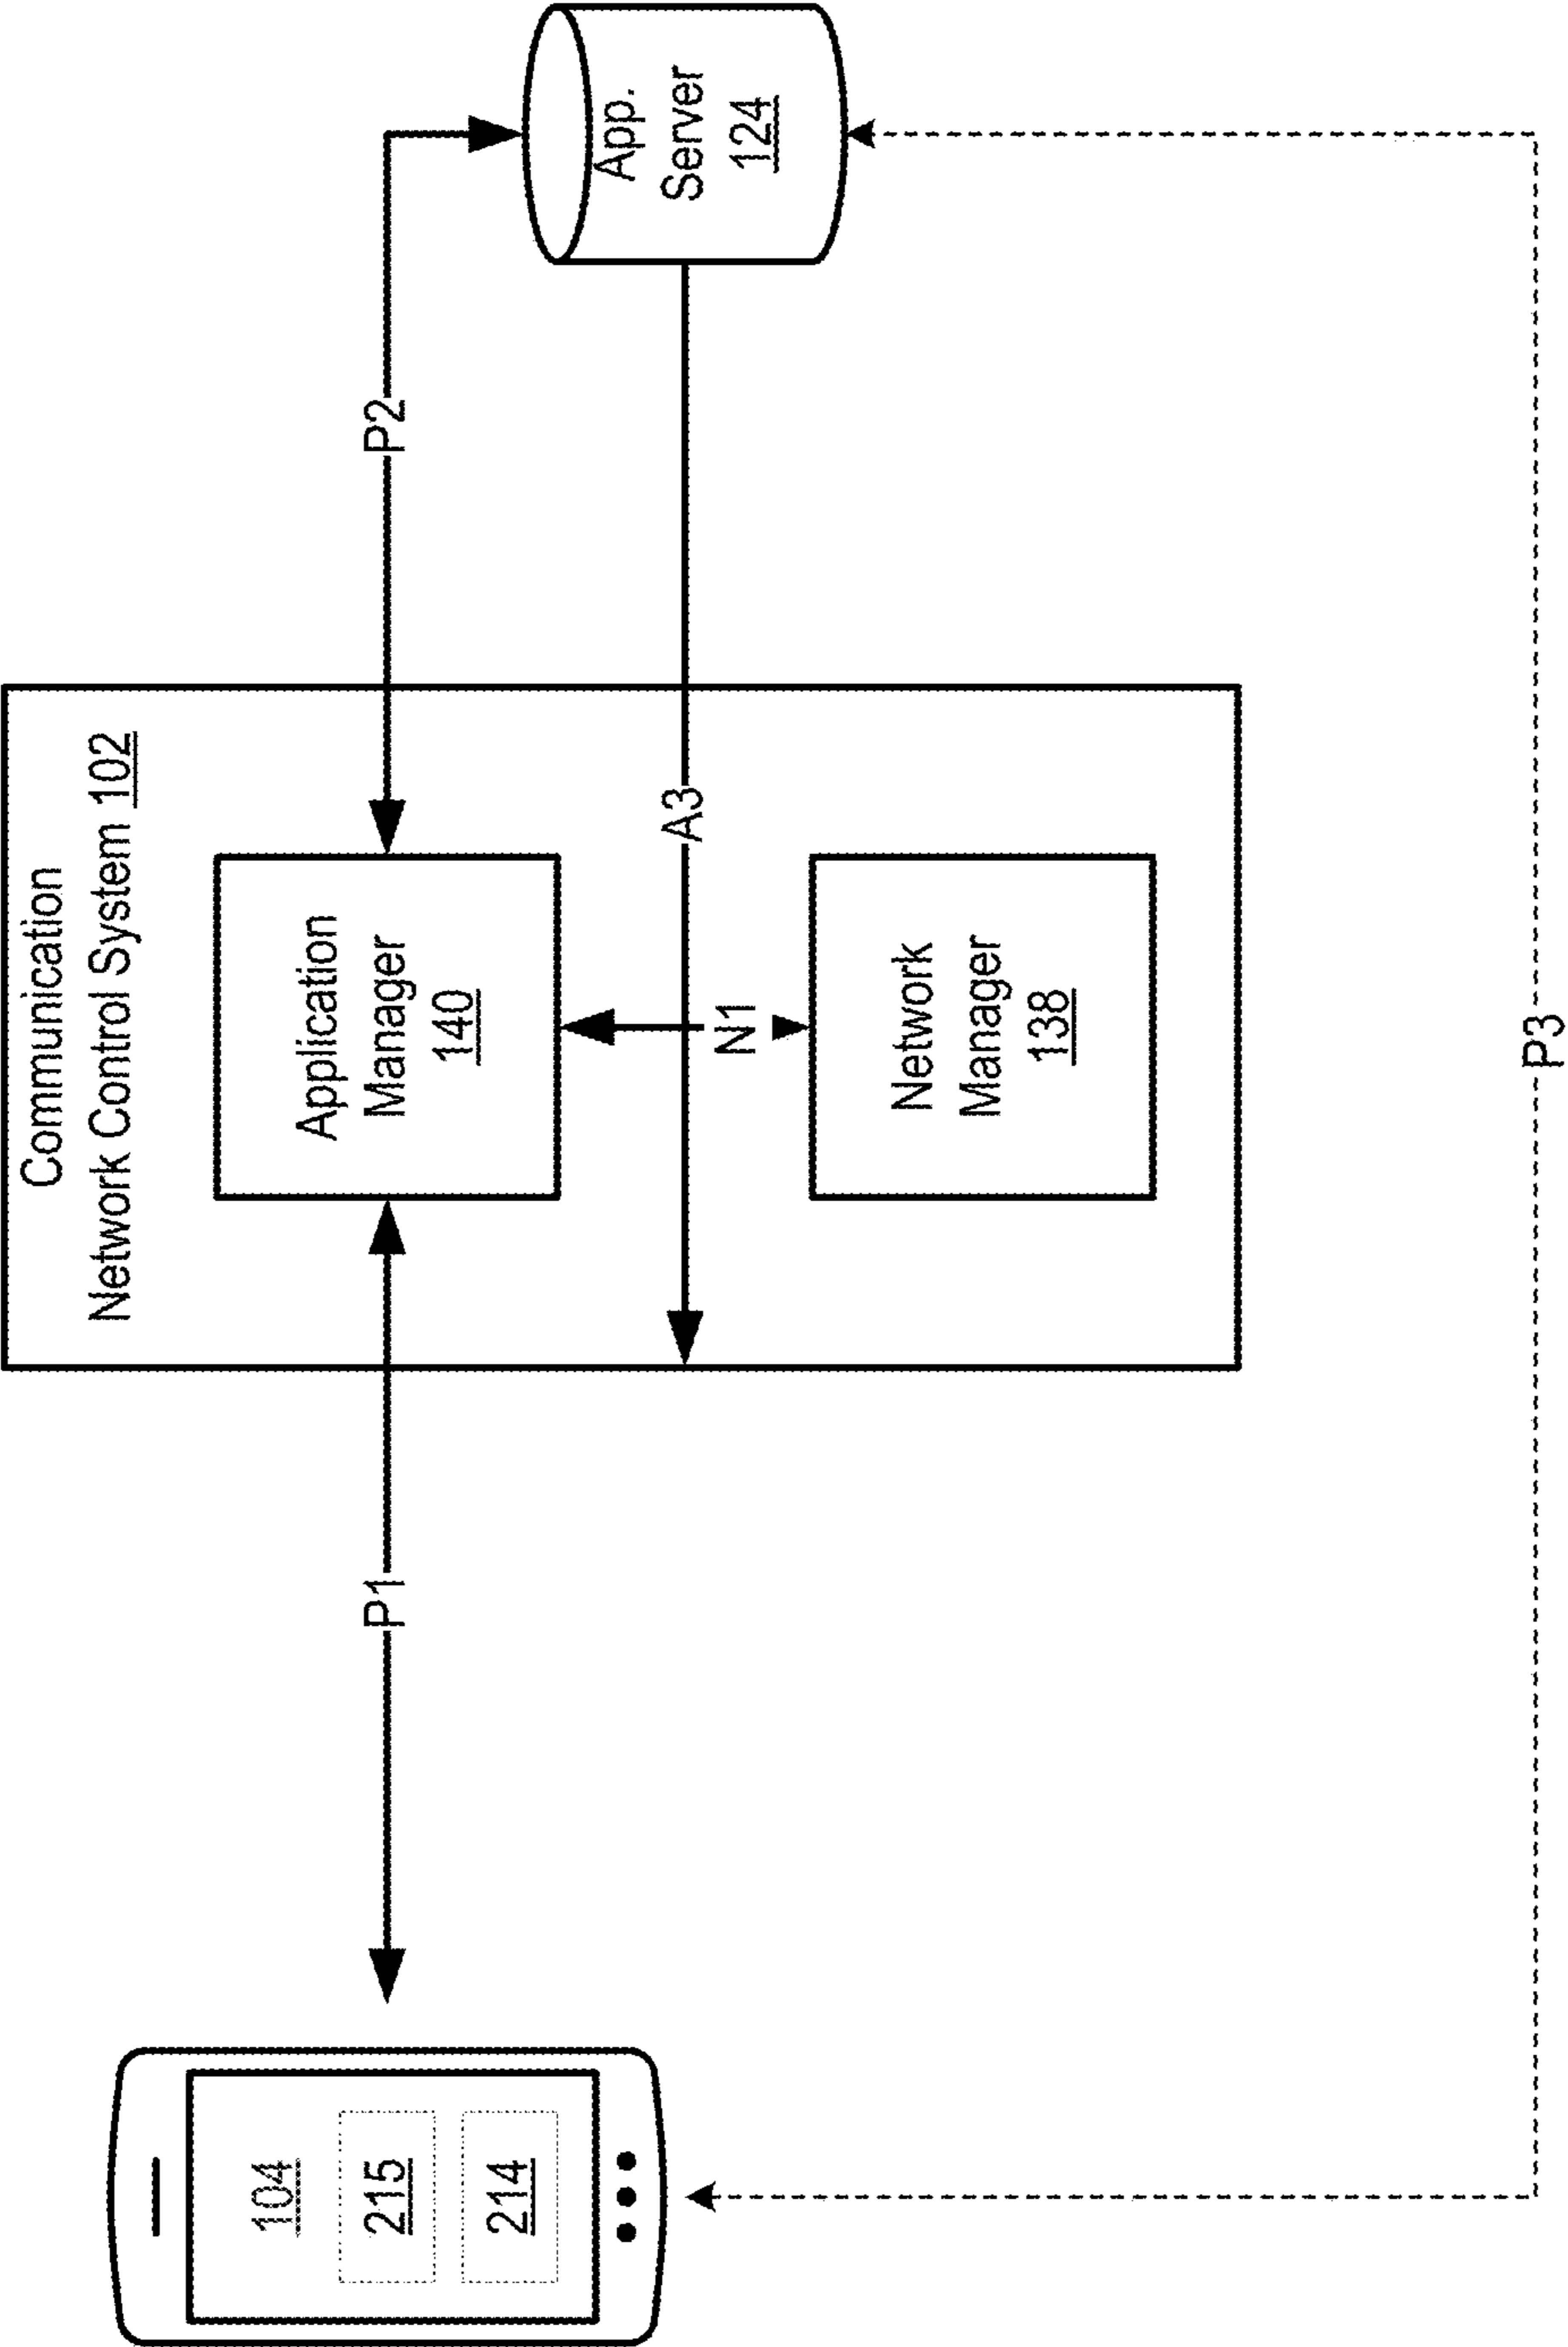 Communication
Network Control System 102
104
215
214
P1
Application
Manager
140
P2
App.
Server
124
A3
N1
Network
Manager
138
P3